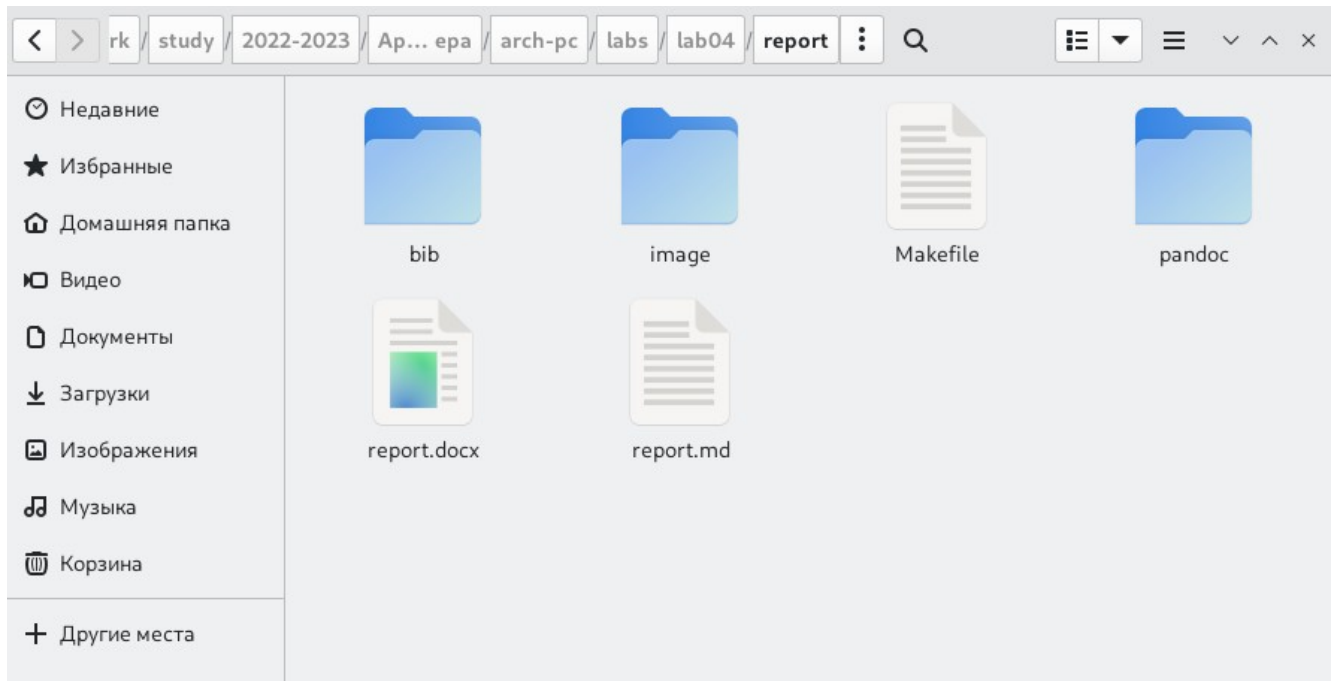 rk / study / 2022-2023 / Ар... ера / arch-pc / labs / lab04 / report
Недавние
Избранные
Домашняя папка
Видео
Документы
Загрузки
Изображения
Музыка
Корзина
Другие места
bib
image
Makefile
pandoc
report.docx
report.md